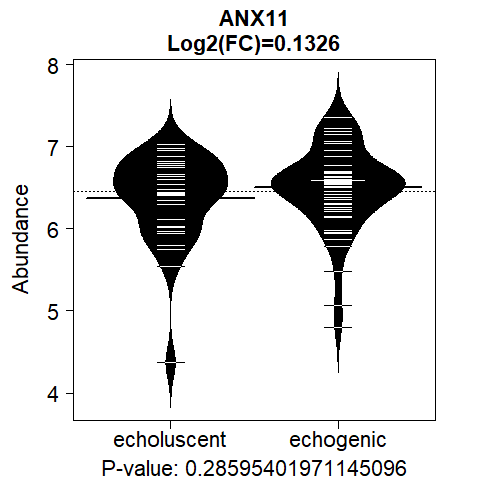 ANX11
Log2(FC)=0.1326
8
7
6
5
4
Abundance
echoluscent echogenic
P-value: 0.28595401971145096